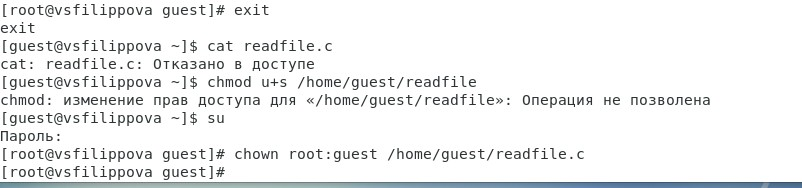 [root@vsfilippova guest]# exit
exit
[guest@vsfilippova ~]$ cat readfile.c
cat: readfile.c: Отказано в доступе
[guest@vsfilippova ~]$ chmod u+s /home/guest/readfile
chmod: изменение прав доступа для «/home/guest/readfile»: Операция не позволена
[guest@vsfilippova ~]$ su
Пароль:
[root@vsfilippova guest]# chown root:guest /home/guest/readfile.c
[root@vsfilippova guest]#